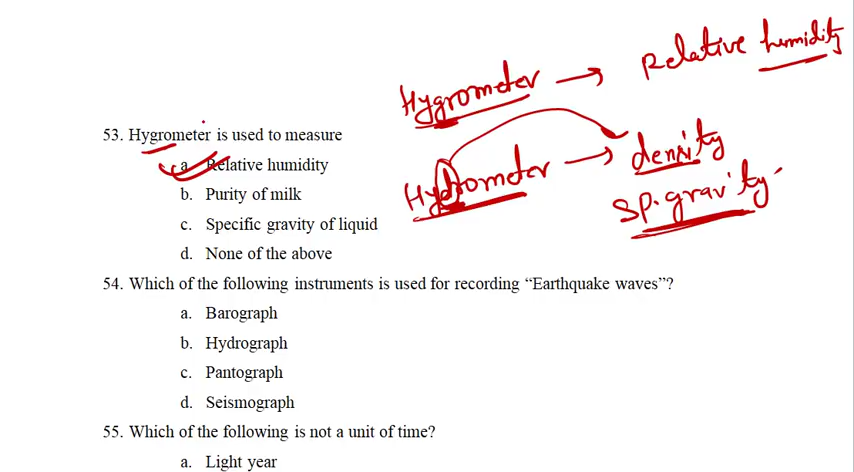 Hygrometer → Relative humidity
53. Hygrometer is used to measure
a. Relative humidity
Hydrometer → density
Sp. gravity
b. Purity of milk
c. Specific gravity of liquid
d. None of the above
54. Which of the following instruments is used for recording “Earthquake waves”?
a. Barograph
b. Hydrograph
c. Pantograph
d. Seismograph
55. Which of the following is not a unit of time?
a. Light year